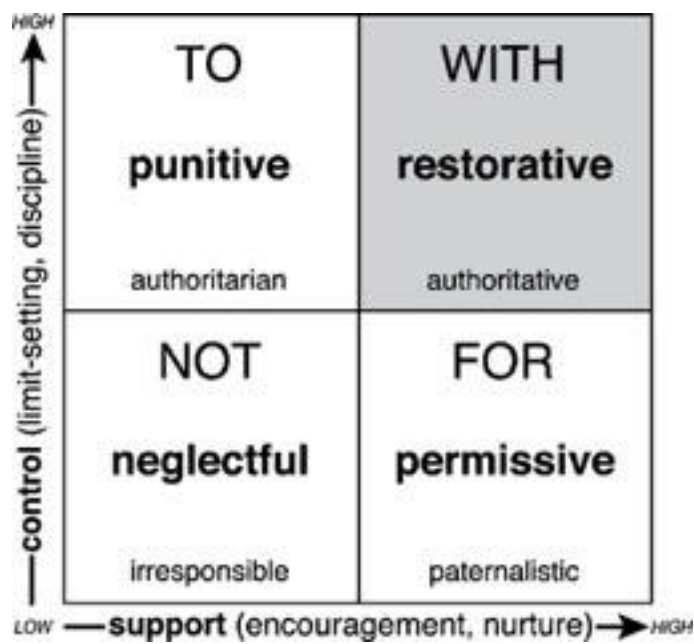 HIGH
TO
WITH
punitive
restorative
authoritarian
authoritative
NOT
FOR
neglectful
permissive
irresponsible
paternalistic
control (limit-setting, discipline)
LOW
support (encouragement, nurture)
HIGH